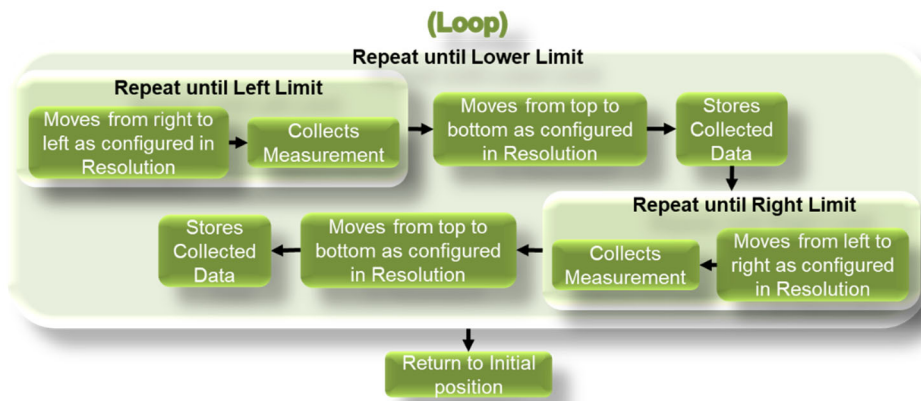 (Loop)
Repeat until Lower Limit
Repeat until Left Limit
Moves from right to
left as configured in
Resolution
Collects
Measurement
Moves from top to
bottom as configured
in Resolution
Stores
Collected
Data
Repeat until Right Limit
Moves from left to
right as configured
in Resolution
Collects
Measurement
Moves from top to
bottom as configured
in Resolution
Stores
Collected
Data
Return to Initial
position